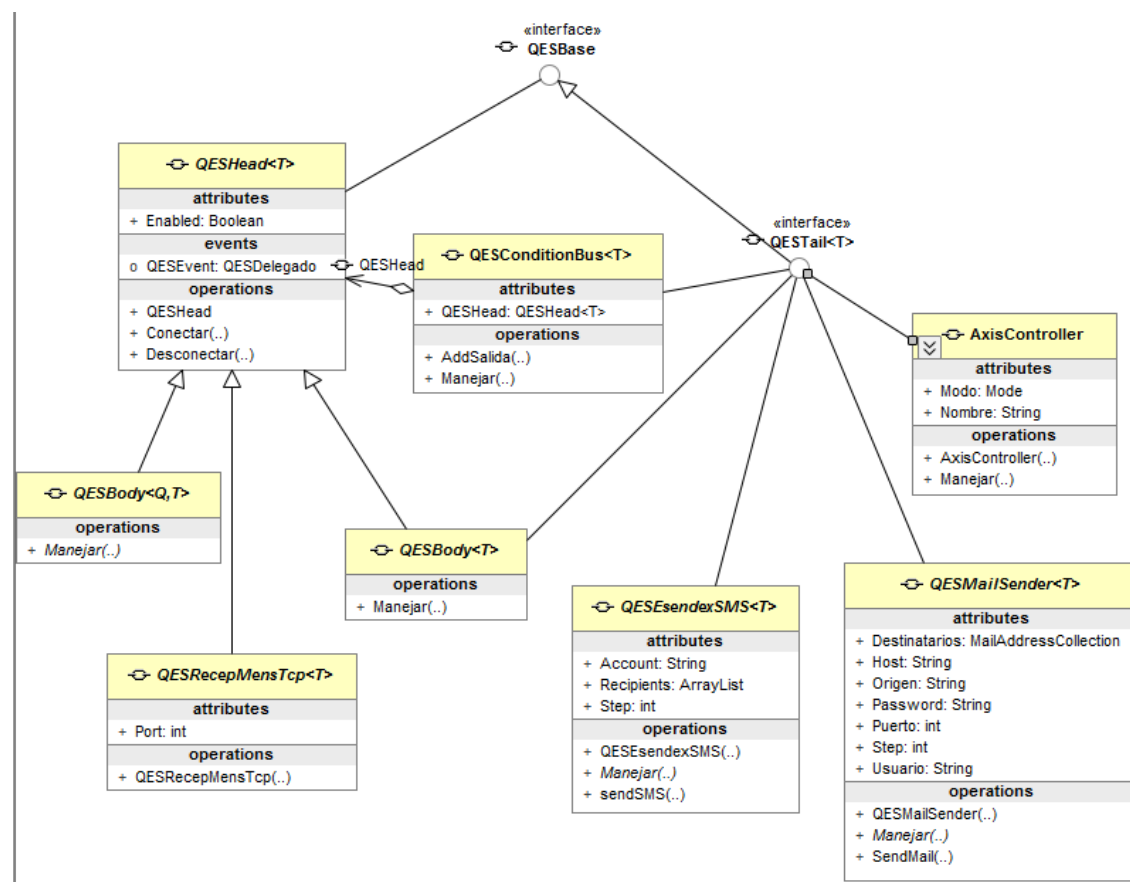 «interface»
QESBase
QESHead<T>
attributes
+ Enabled: Boolean
events
o QESEvent: QESDelegado
operations
+ QESHead
+ Conectar(..)
+ Desconectar(..)
QESHead
QESConditionBus<T>
attributes
+ QESHead: QESHead<T>
operations
+ AddSalida(..)
+ Manejar(..)
«interface»
QESTail<T>
AxisController
attributes
+ Modo: Mode
+ Nombre: String
operations
+ AxisController(..)
+ Manejar(..)
QESBody<Q,T>
operations
+ Manejar(..)
QESBody<T>
operations
+ Manejar(..)
QESRecepMensTcp<T>
attributes
+ Port: int
operations
+ QESRecepMensTcp(..)
QESEsendexSMS<T>
attributes
+ Account: String
+ Recipients: ArrayList
+ Step: int
operations
+ QESEsendexSMS(..)
+ Manejar(..)
+ sendSMS(..)
QESMailSender<T>
attributes
+ Destinatarios: MailAddressCollection
+ Host: String
+ Origen: String
+ Password: String
+ Puerto: int
+ Step: int
+ Usuario: String
operations
+ QESMailSender(..)
+ Manejar(..)
+ SendMail(..)